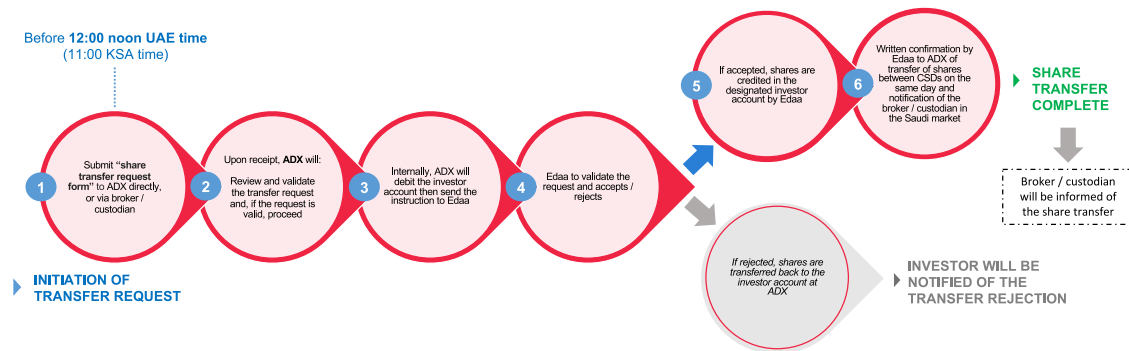 Before 12:00 noon UAE time
(11:00 KSA time)
1
Submit “share
transfer request
form” to ADX directly,
or via broker /
custodian
2
Upon receipt, ADX will:
Review and validate
the transfer request
and, if the request is
valid, proceed
3
Internally, ADX will
debit the investor
account then send the
instruction to Edaa
4
Edaa to validate the
request and accepts /
rejects
5
If accepted, shares are
credited in the
designated investor
account by Edaa
6
Written confirmation by
Edaa to ADX of
transfer of shares
between CSDs on the
same day and
notification of the
broker / custodian in
the Saudi market
SHARE
TRANSFER
COMPLETE
Broker / custodian
will be informed of
the share transfer
If rejected, shares are
transferred back to the
investor account at
ADX
INVESTOR WILL BE
NOTIFIED OF THE
TRANSFER REJECTION
INITIATION OF
TRANSFER REQUEST